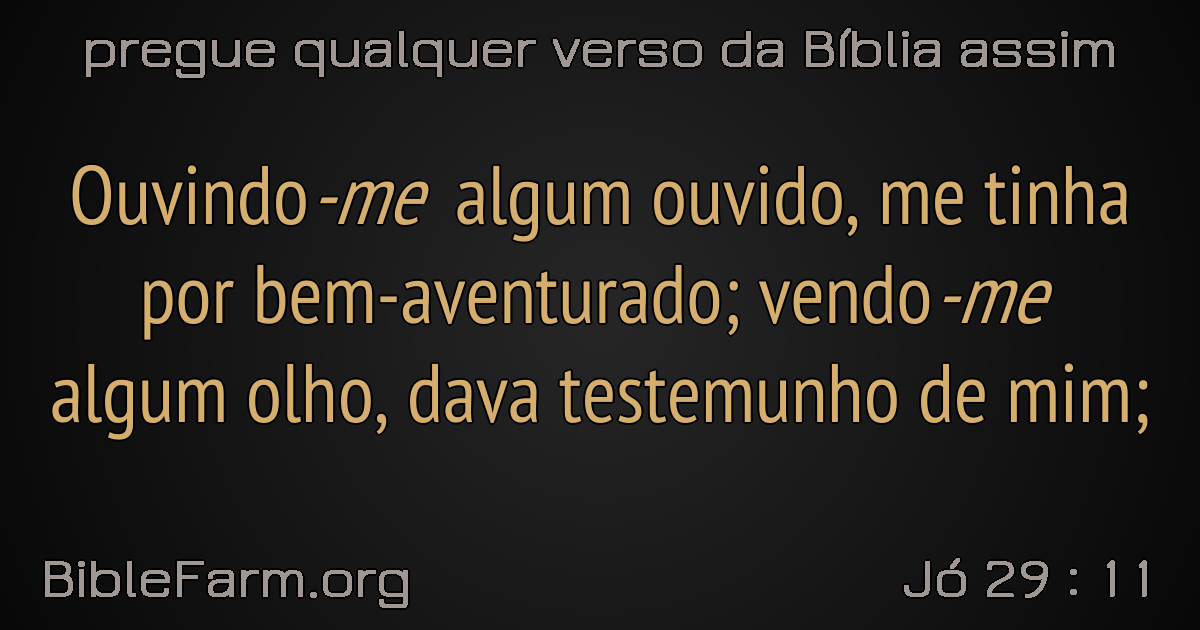 pregue qualquer verso da Bíblia assim
Ouvindo-me algum ouvido, me tinha
por bem-aventurado; vendo-me
algum olho, dava testemunho de mim;
BibleFarm.org
Jó 29 : 11